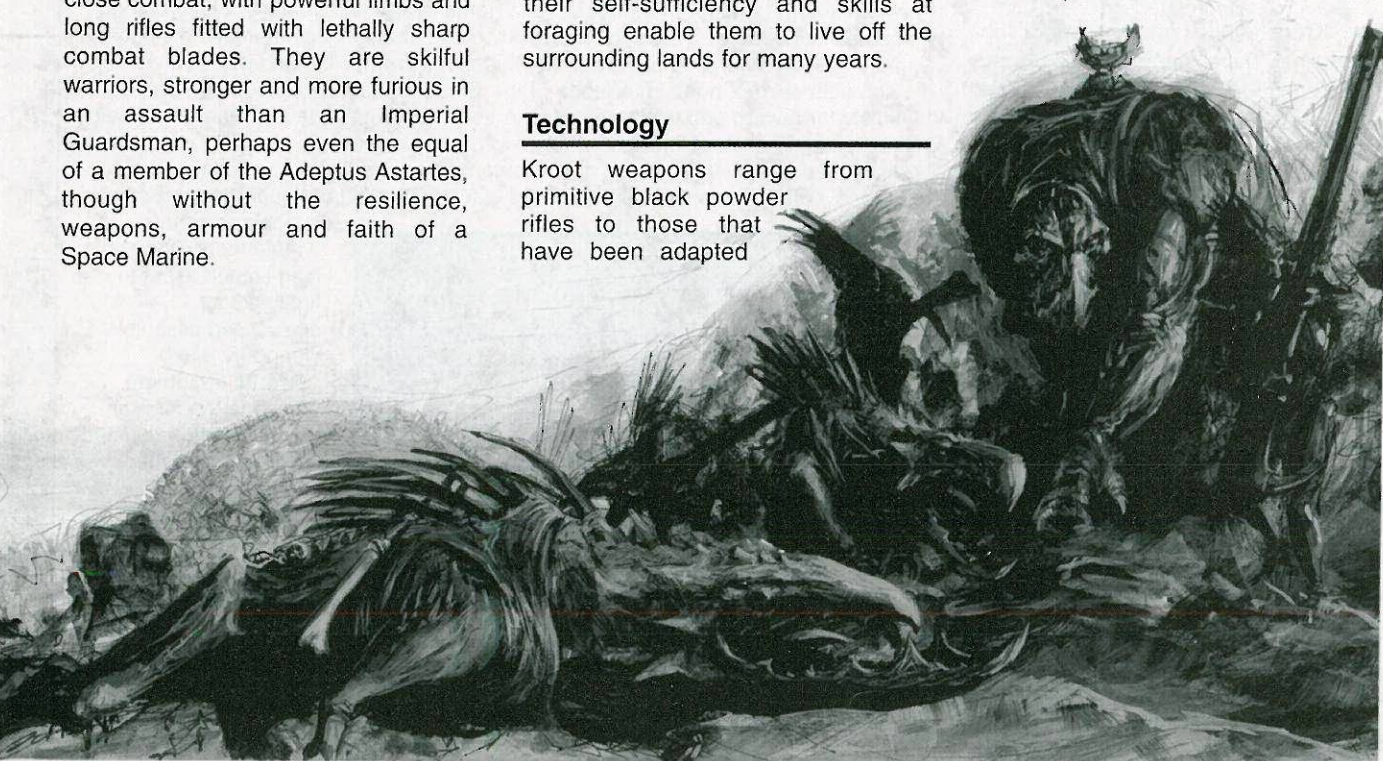 close combat, with powerful limbs and
long rifles fitted with lethally sharp
combat blades. They are skilful
warriors, stronger and more furious in
an assault than an Imperial
Guardsman, perhaps even the equal
of a member of the Adeptus Astartes,
though without the resilience,
weapons, armour and faith of a
Space Marine.
their self-sufficiency and skills at
foraging enable them to live off the
surrounding lands for many years.
Technology
Kroot weapons range from
primitive black powder
rifles to those that
have been adapted